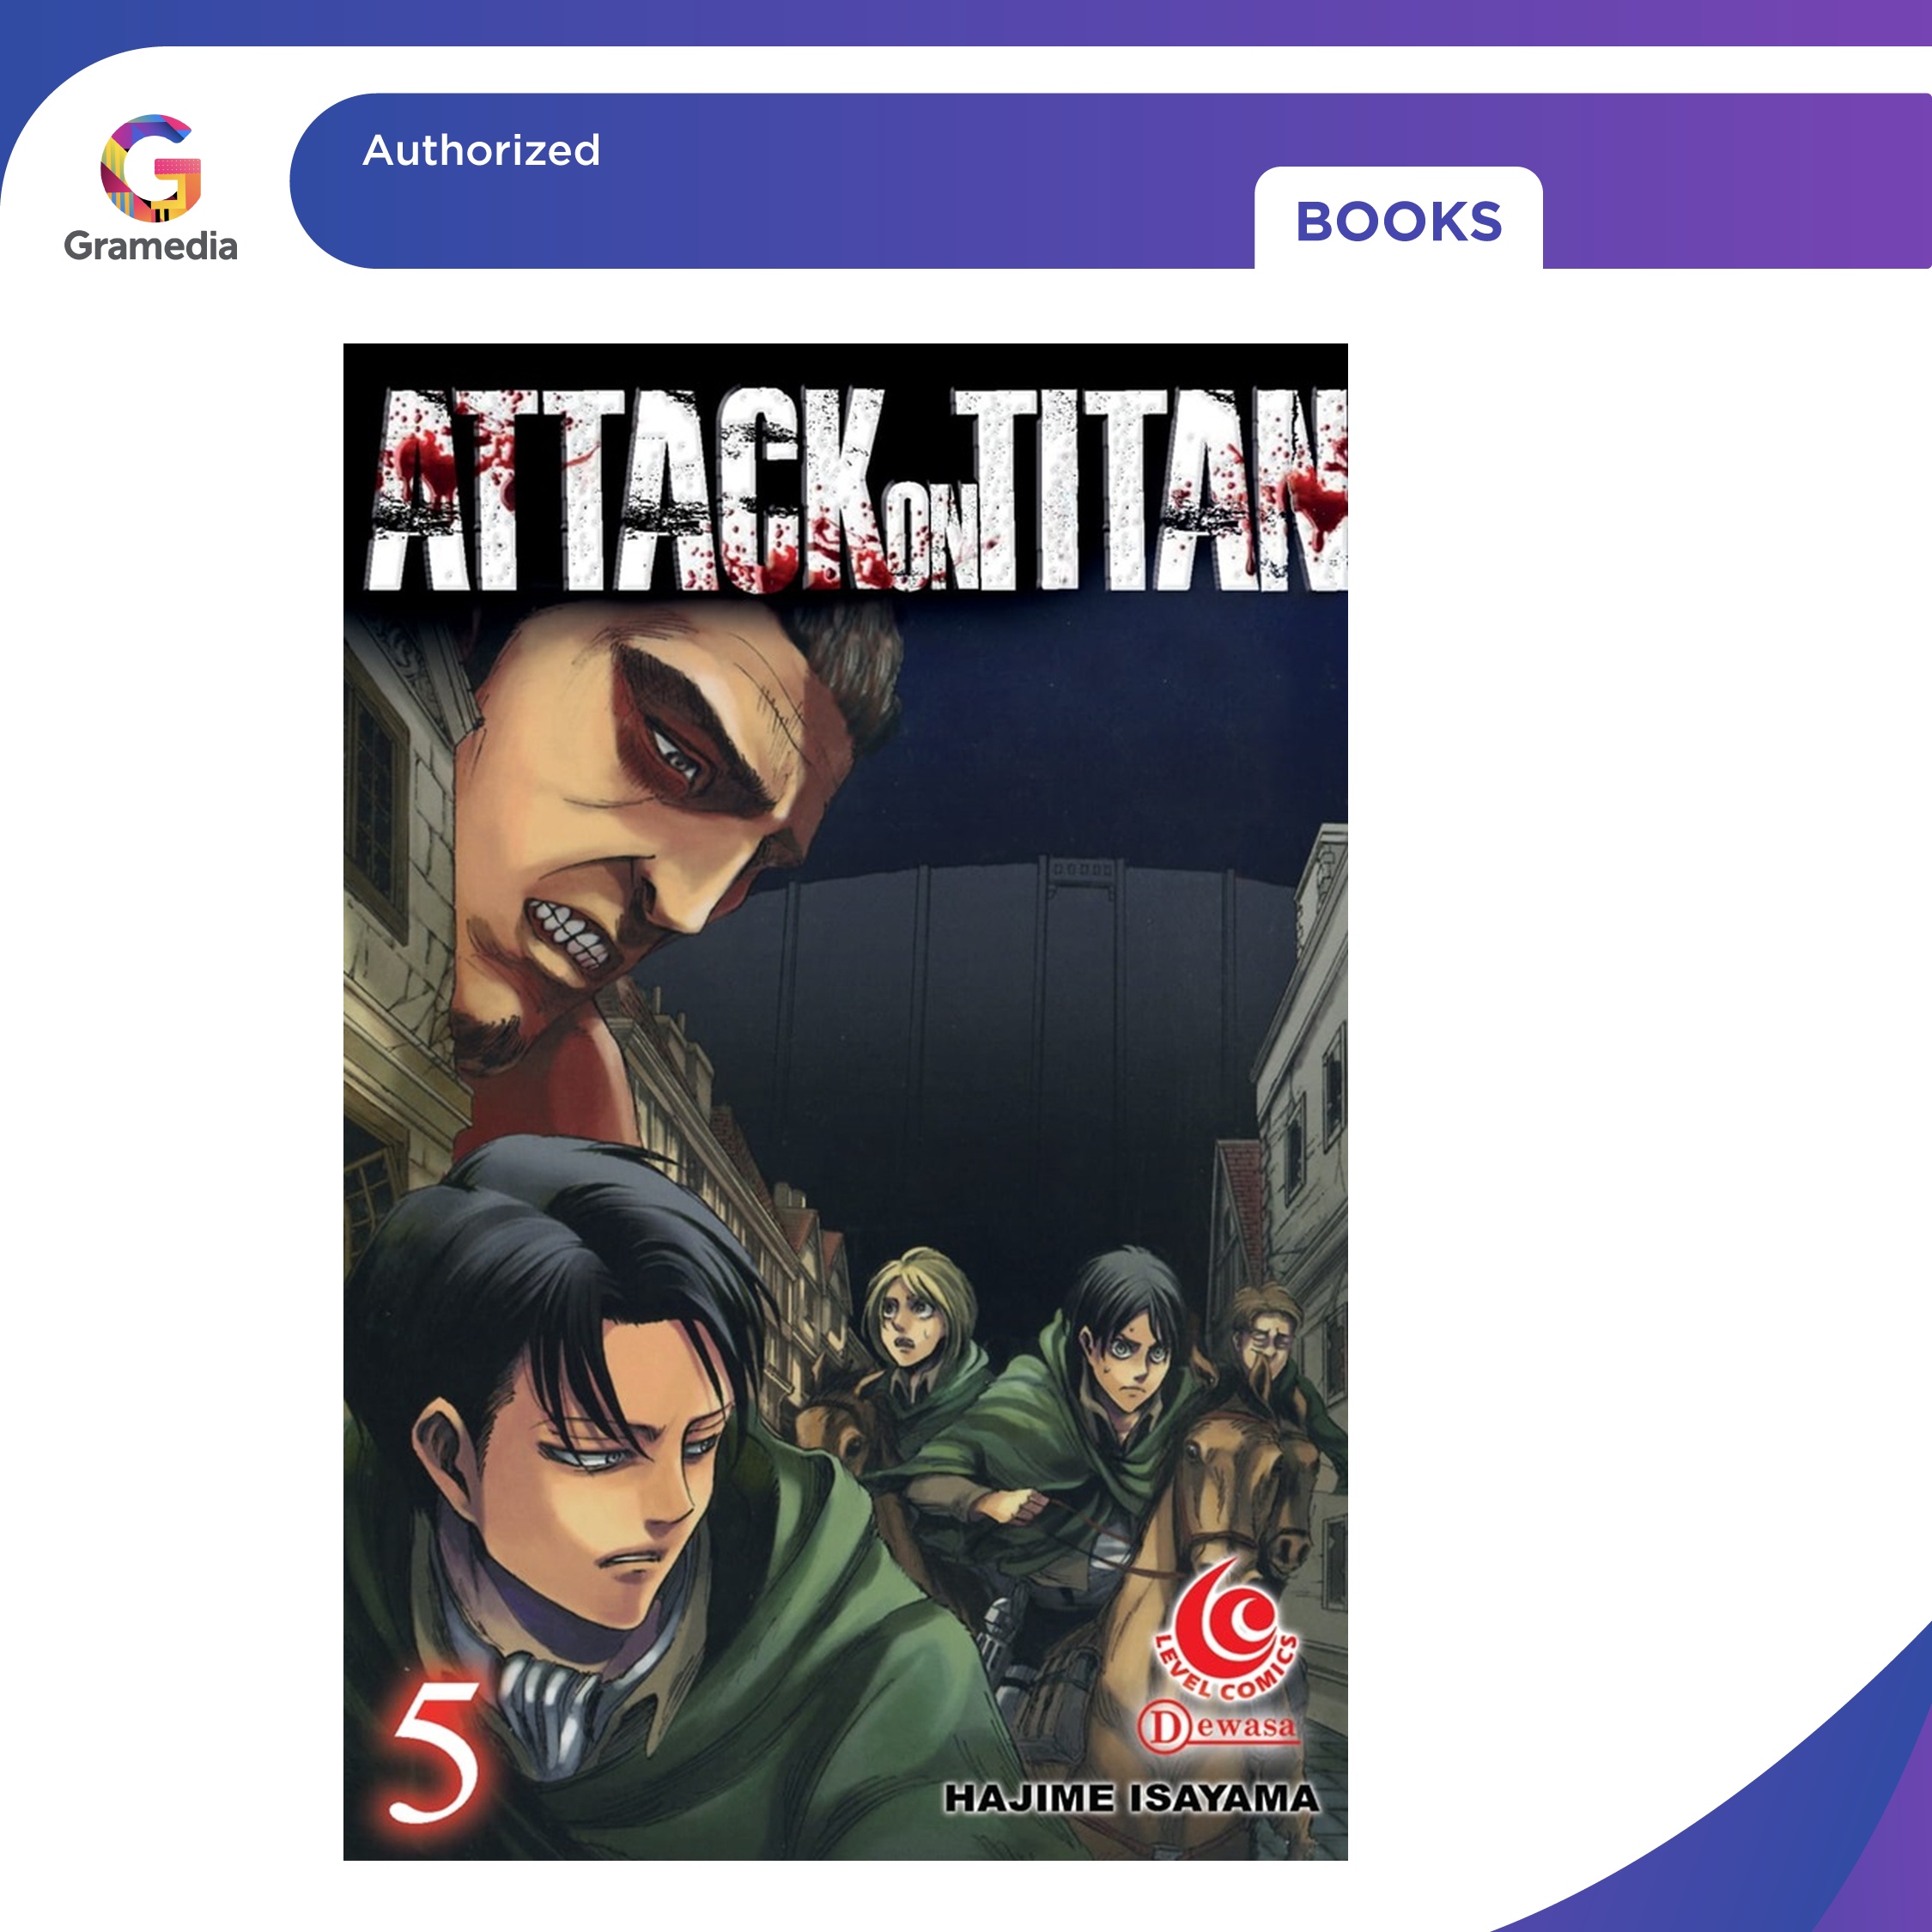 Authorized
BOOKS
Gramedia
ATTACK ON TITAN
LEVEL COMICS
Dewasa
5
HAJIME ISAYAMA